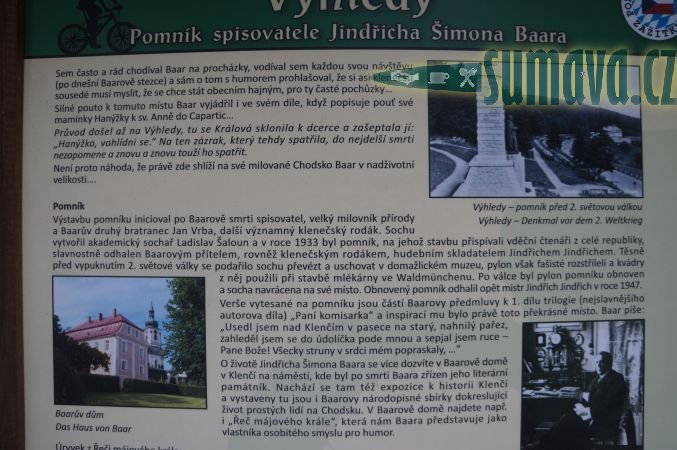 Výhledy
Pomník spisovatele Jindřicha Šimona Baara
POD
ZÁŽITK
sumava.cz
Sem často a rád chodíval Baar na procházky, vodíval sem každou svou návštěvu
(po dnešní Baarově stezce) a sám o tom s humorem prohlašoval, že si asi
sousedé musí myslit, že se chce stát obecním hajným, pro ty časté pochůzky...
Silné pouto k tomuto místu Baar vyjádřil i ve svém díle, když popisuje pouť své
maminky Hanýžky k sv. Anně do Capartic...
Průvod došel až na Výhledy, tu se Králová sklonila k dcerce a zašeptala jí:
„Hanýžko, vohlídni se." Na ten zázrak, který tehdy spatřila, do nejdelší smrti
nezapomene a znovu a znovu touží ho spatřit.
Není proto náhoda, že právě zde shlíží na své milované Chodsko Baar v nadživotní
velikosti....
Výhledy – pomník před 2. světovou válkou
Výhledy – Denkmal vor dem 2. Weltkrieg
Pomník
Výstavbu pomníku inicioval po Baarově smrti spisovatel, velký milovník přírody
a Baarův druhý bratranec Jan Vrba, další významný klenečský rodák. Sochu
vytvořil akademický sochař Ladislav Šaloun a v roce 1933 byl pomník, na jehož stavbu přispívali vděční čtenáři z celé republiky,
slavnostně odhalen Baarovým přítelem, rovněž klenečským rodákem, hudebním skladatelem Jindřichem Jindřichem. Těsně
před vypuknutím 2. světové války se podařilo sochu převézt a uschovat v domažlickém muzeu, pylon však fašisté rozstříleli a kvádry
z něj použili při stavbě mlékárny ve Waldmünchenu. Po válce byl pylon pomníku obnoven
a socha navrácena na své místo. Obnovený pomník odhalil opět mistr Jindřich Jindřich v roce 1947.
Verše vytesané na pomníku jsou částí Baarovy předmluvy k 1. dílu trilogie (nejslavnějšího
autorova díla) „Paní komisarka" a inspirací mu bylo právě toto překrásné místo. Baar píše:
„Usedl jsem nad Klenčím v pasece na starý, nahnilý pařez,
zahleděl jsem se do údolíčka pode mnou a sepjal jsem ruce –
Pane Bože! Všecky struny v srdci mém popraskaly, ..."
O životě Jindřicha Šimona Baara se více dozvíte v Baarově domě
v Klenčí na náměstí, kde byl po smrti Baara zřízen jeho literární
památník. Nachází se tam též expozice k historii Klenčí
a vystaveny tu jsou i Baarovy národopisné sbírky dokreslující
život prostých lidí na Chodsku. V Baarově domě najdete např.
i „Řeč májového krále", která nám Baara představuje jako
vlastníka osobitého smyslu pro humor.
Baarův dům
Das Haus von Baar
Úryvek z Řeči májového krále